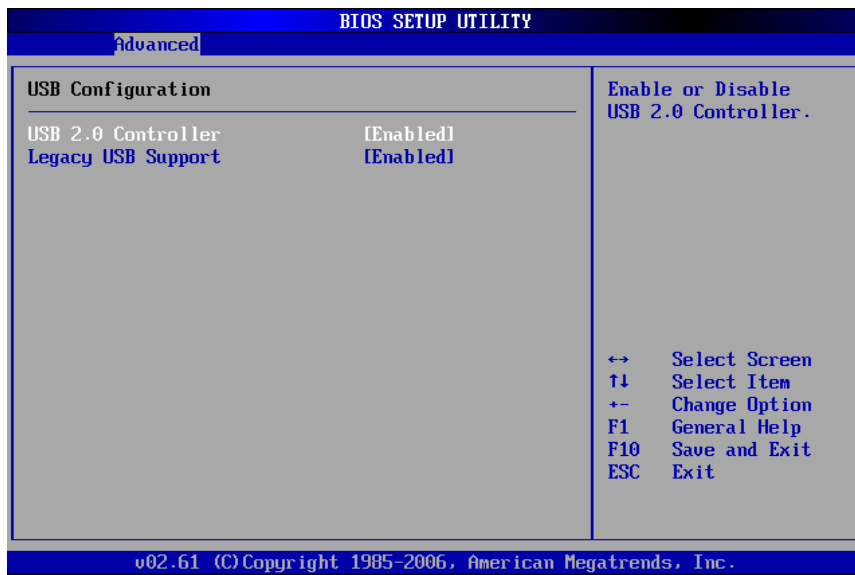 BIOS SETUP UTILITY
Advanced
USB Configuration
USB 2.0 Controller [Enabled]
Legacy USB Support [Enabled]
Enable or Disable
USB 2.0 Controller.
←→ Select Screen
↑↓ Select Item
+- Change Option
F1 General Help
F10 Save and Exit
ESC Exit
v02.61 (C)Copyright 1985-2006, American Megatrends, Inc.